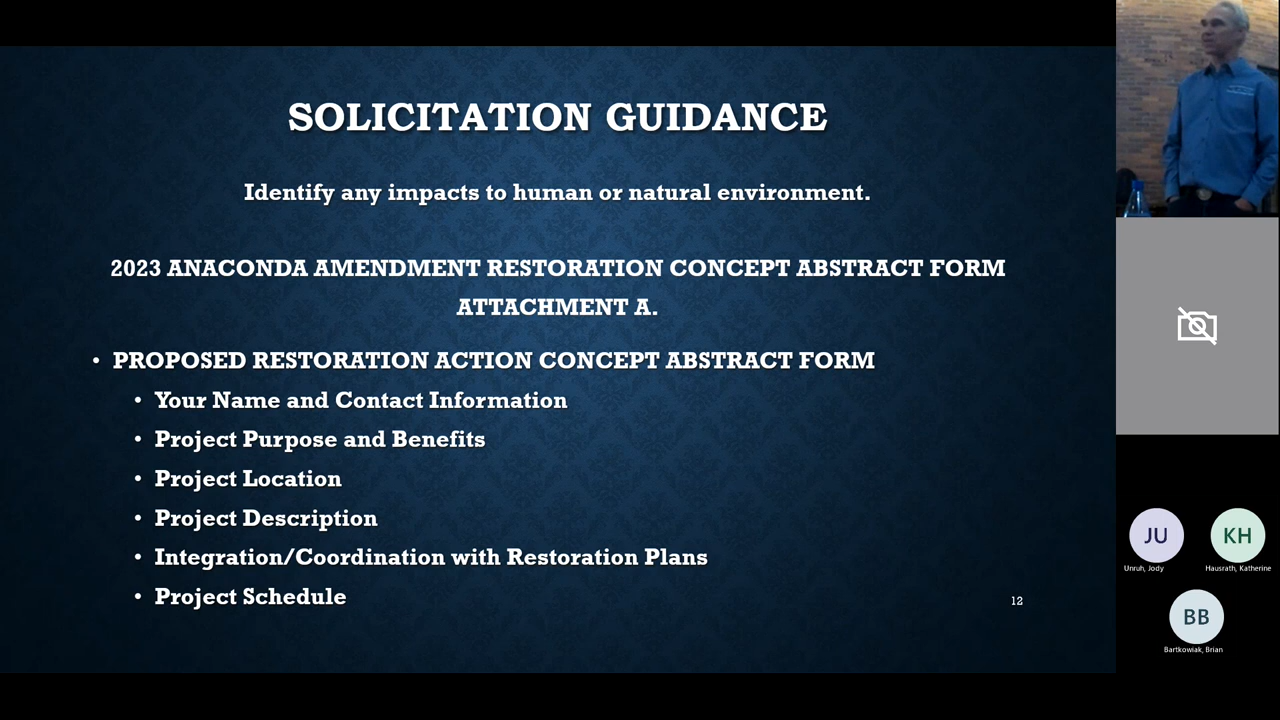 SOLICITATION GUIDANCE
Identify any impacts to human or natural environment.
2023 ANACONDA AMENDMENT RESTORATION CONCEPT ABSTRACT FORM
ATTACHMENT A.
• PROPOSED RESTORATION ACTION CONCEPT ABSTRACT FORM
• Your Name and Contact Information
• Project Purpose and Benefits
• Project Location
• Project Description
• Integration/Coordination with Restoration Plans
• Project Schedule
12
JU
Unruh, Jody
KH
Hausrath, Katherine
BB
Bartkowiak, Brian